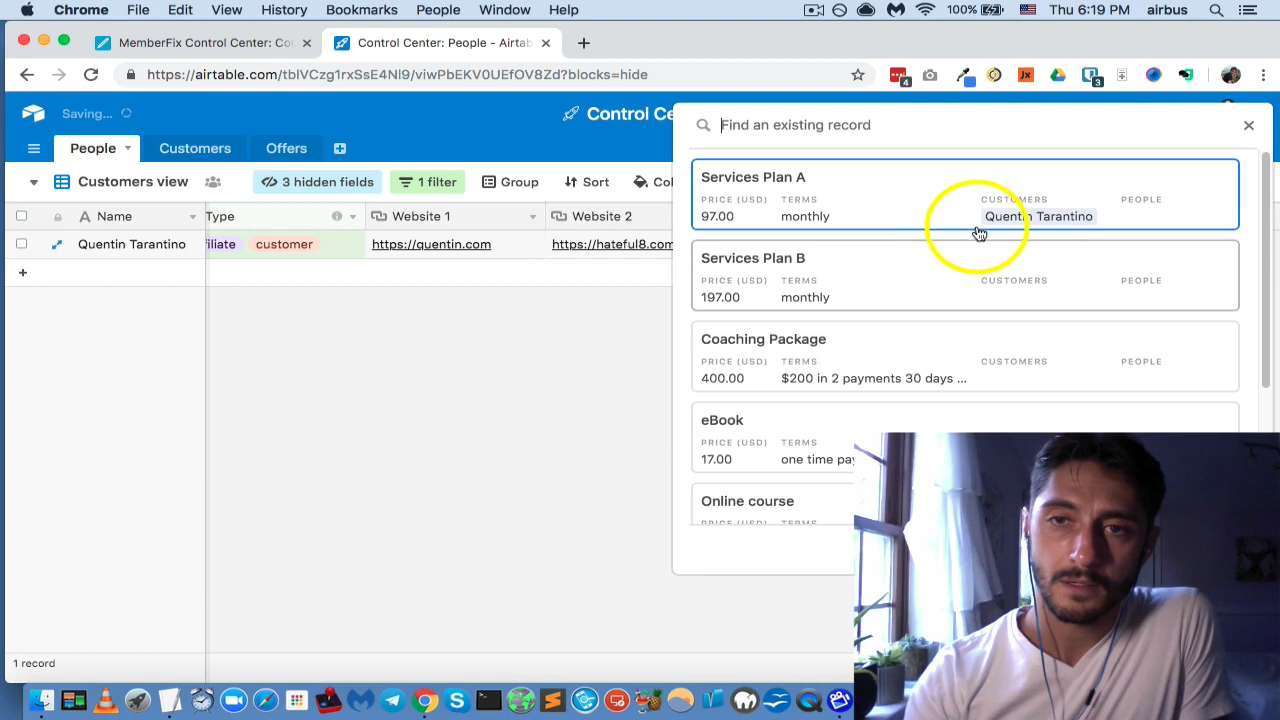 Chrome File Edit View History Bookmarks People Window Help 100% Thu 6:19 PM airbus
MemberFix Control Center: Co
Control Center: People - Airtab
https://airtable.com/tblVCzg1rxSsE4Nl9/viwPbEKV0UEfOV8Zd?blocks=hide
4
3
Saving...
Control Ce
People Customers Offers
Customers view 3 hidden fields 1 filter Group Sort Col
Name Type Website 1 Website 2
Quentin Tarantino filiate customer https://quentin.com https://hateful8.com
1 record
Find an existing record
Services Plan A
PRICE (USD) TERMS CUSTOMERS PEOPLE
97.00 monthly Quentin Tarantino
Services Plan B
PRICE (USD) TERMS CUSTOMERS PEOPLE
197.00 monthly
Coaching Package
PRICE (USD) TERMS CUSTOMERS PEOPLE
400.00 $200 in 2 payments 30 days ...
eBook
PRICE (USD) TERMS
17.00 one time pay
Online course
PRICE (USD) TERMS